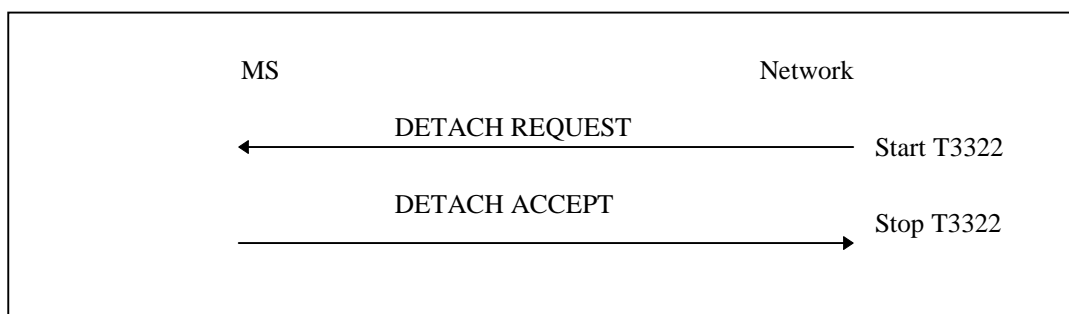 MS
Network
DETACH REQUEST
Start T3322
DETACH ACCEPT
Stop T3322